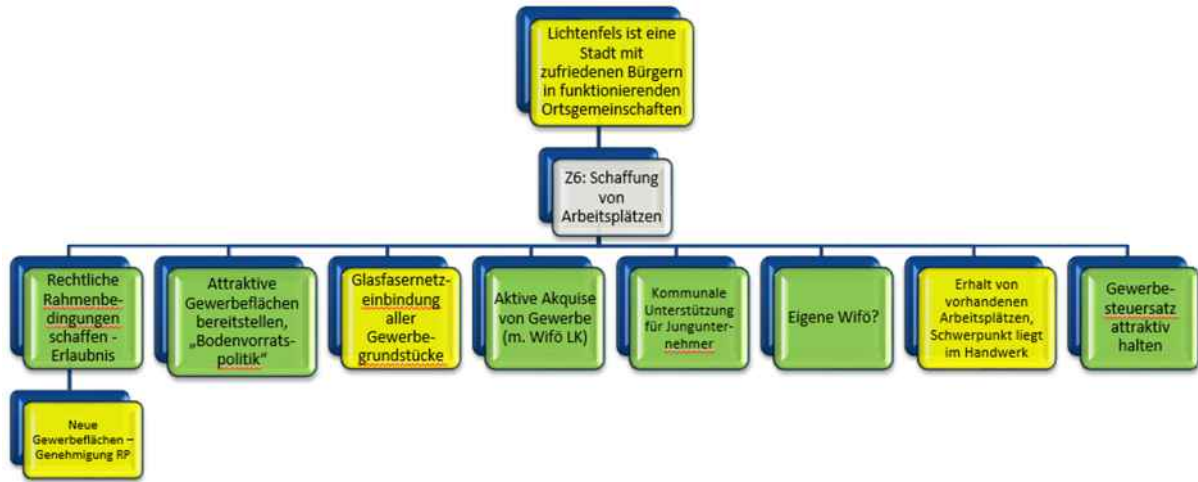 Lichtenfels ist eine
Stadt mit
zufriedenen Bürgern
in funktionierenden
Ortsgemeinschaften
Z6: Schaffung
von
Arbeitsplätzen
Rechtliche
Rahmenbe-
dingungen
schaffen -
Erlaubnis
Attraktive
Gewerbeflächen
bereitstellen,
„Bodenvorrats-
politik“
Glasfasernetz-
einbindung
aller
Gewerbe-
grundstücke
Aktive Akquise
von Gewerbe
(m. Wifö LK)
Kommunale
Unterstützung
für Jungunter-
nehmer
Eigene Wifö?
Erhalt von
vorhandenen
Arbeitsplätzen,
Schwerpunkt liegt
im Handwerk
Gewerbe-
steuersatz
attraktiv
halten
Neue
Gewerbeflächen –
Genehmigung RP